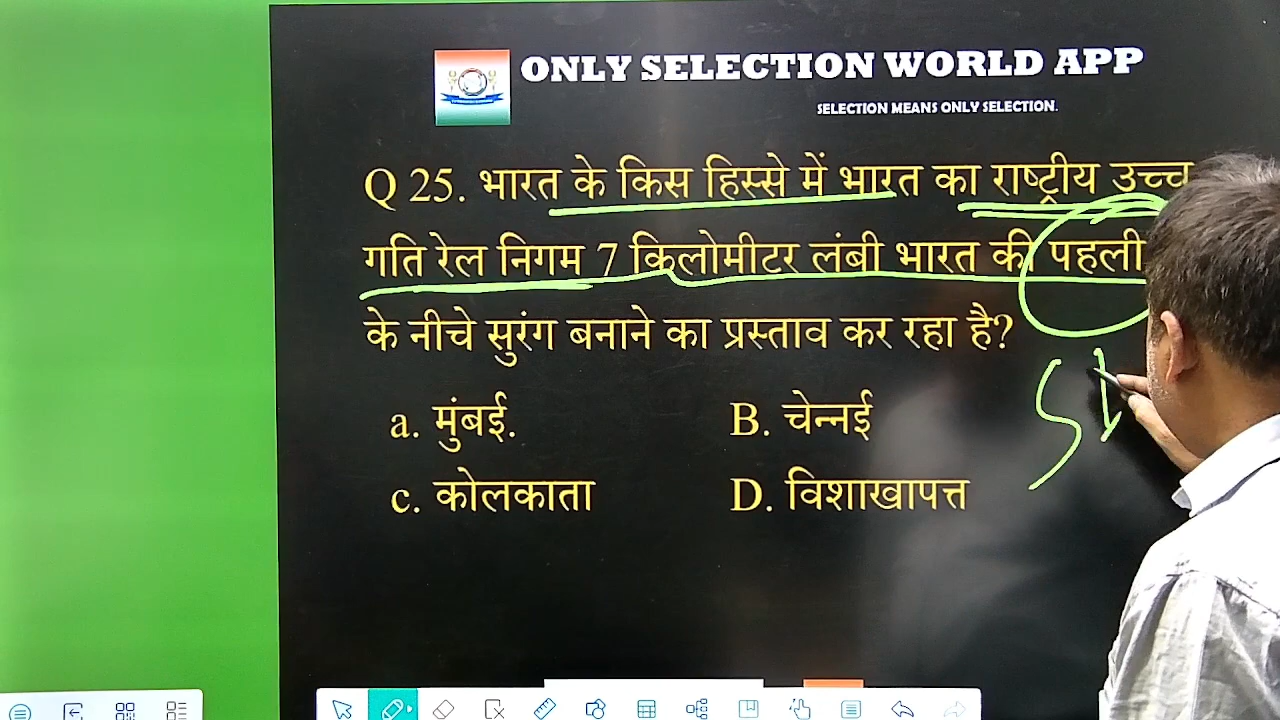 ONLY SELECTION WORLD APP
SELECTION MEANS ONLY SELECTION.
Q 25. भारत के किस हिस्से में भारत का राष्ट्रीय उच्च
गति रेल निगम 7 किलोमीटर लंबी भारत की पहली
के नीचे सुरंग बनाने का प्रस्ताव कर रहा है?
a. मुंबई. B. चेन्नई
c. कोलकाता D. विशाखापत्त